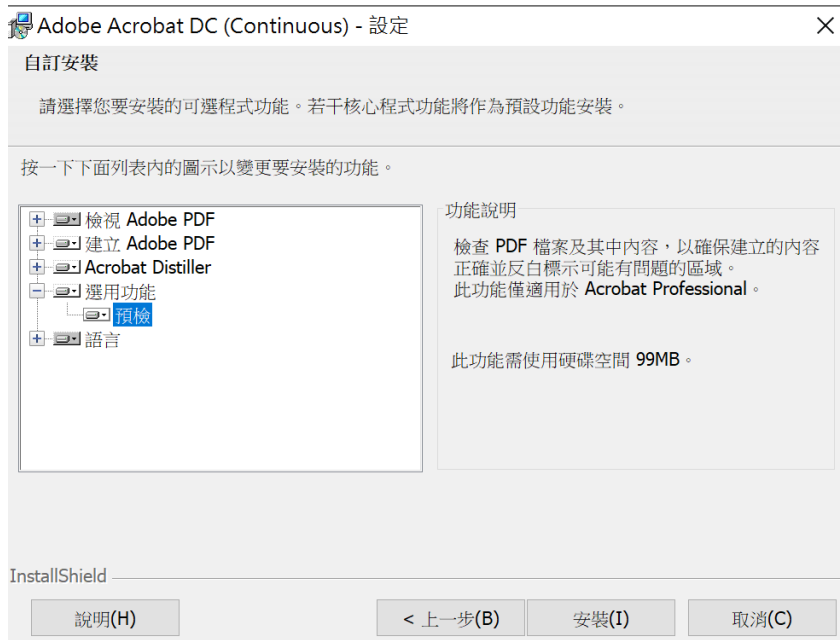 Adobe Acrobat DC (Continuous) - 設定
自訂安裝
請選擇您要安裝的可選程式功能。若干核心程式功能將作為預設功能安裝。
按一下下面列表內的圖示以變更要安裝的功能。
檢視 Adobe PDF
建立 Adobe PDF
Acrobat Distiller
選用功能
預檢
語言
功能說明
檢查 PDF 檔案及其中內容，以確保建立的內容
正確並反白標示可能有問題的區域。
此功能僅適用於 Acrobat Professional。
此功能需使用硬碟空間 99MB。
InstallShield
說明(H)
< 上一步(B)
安裝(I)
取消(C)